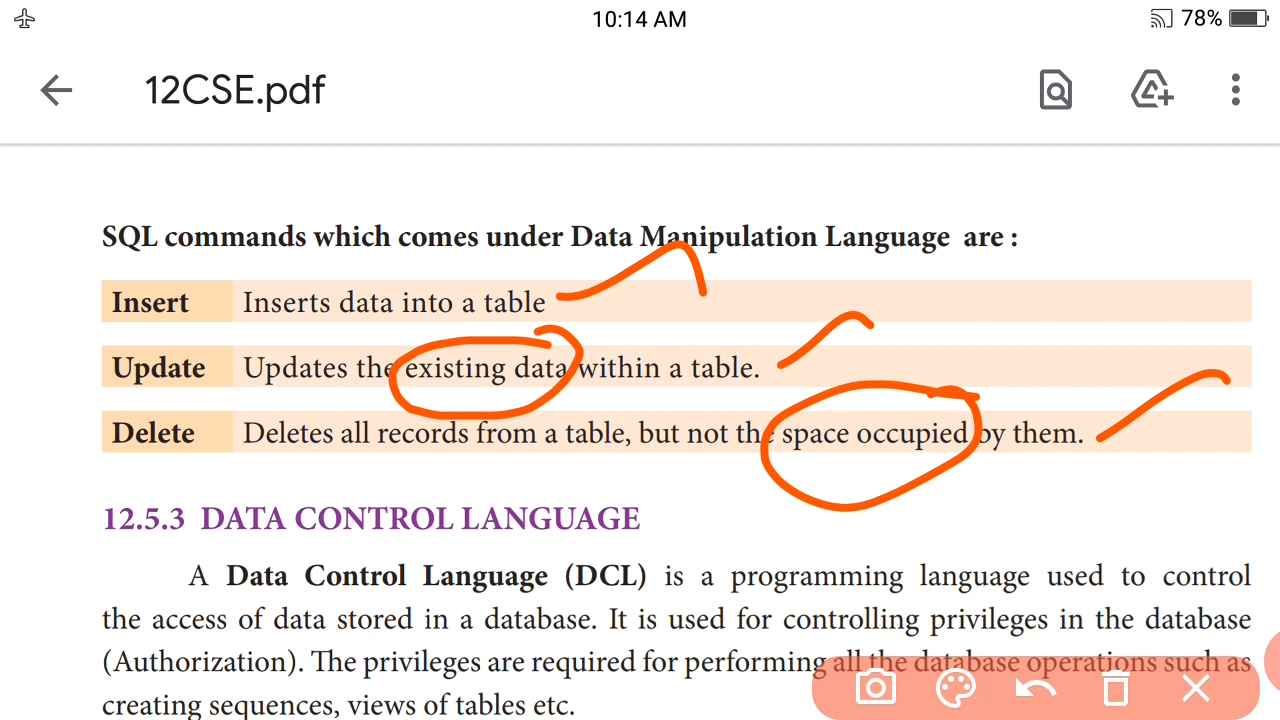 10:14 AM 78%
12CSE.pdf
SQL commands which comes under Data Manipulation Language are :
Insert Inserts data into a table
Update Updates the existing data within a table.
Delete Deletes all records from a table, but not the space occupied by them.
12.5.3 DATA CONTROL LANGUAGE
A Data Control Language (DCL) is a programming language used to control
the access of data stored in a database. It is used for controlling privileges in the database
(Authorization). The privileges are required for performing all the database operations such as
creating sequences, views of tables etc.